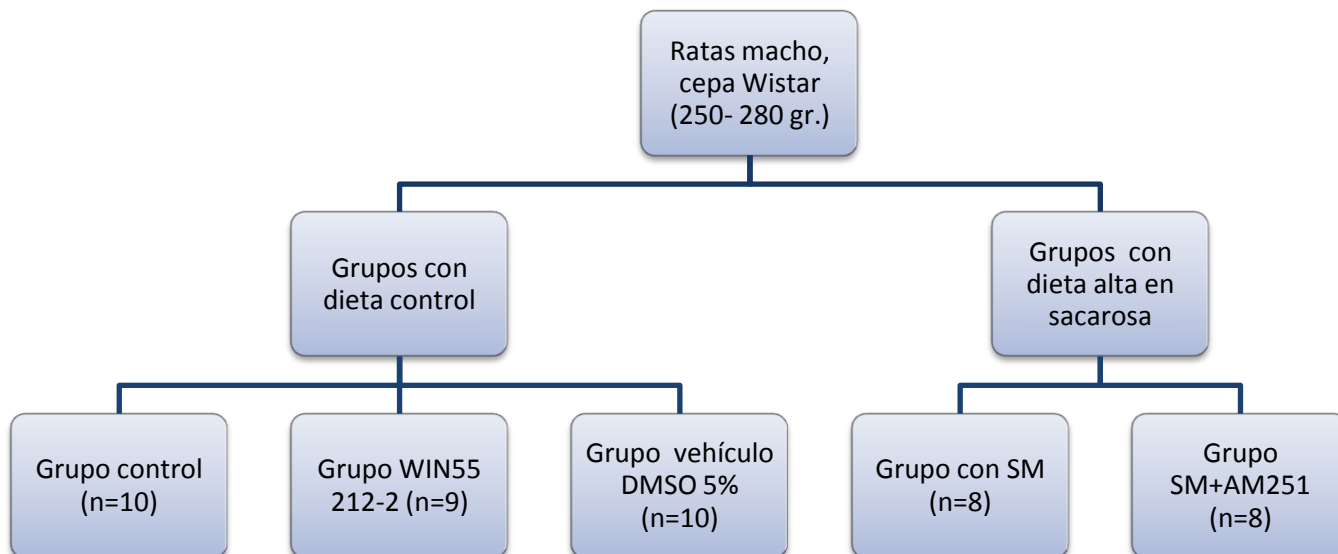 Ratas macho,
cepa Wistar
(250- 280 gr.)
Grupos con
dieta control
Grupos con
dieta alta en
sacarosa
Grupo control
(n=10)
Grupo WIN55
212-2 (n=9)
Grupo vehículo
DMSO 5%
(n=10)
Grupo con SM
(n=8)
Grupo
SM+AM251
(n=8)